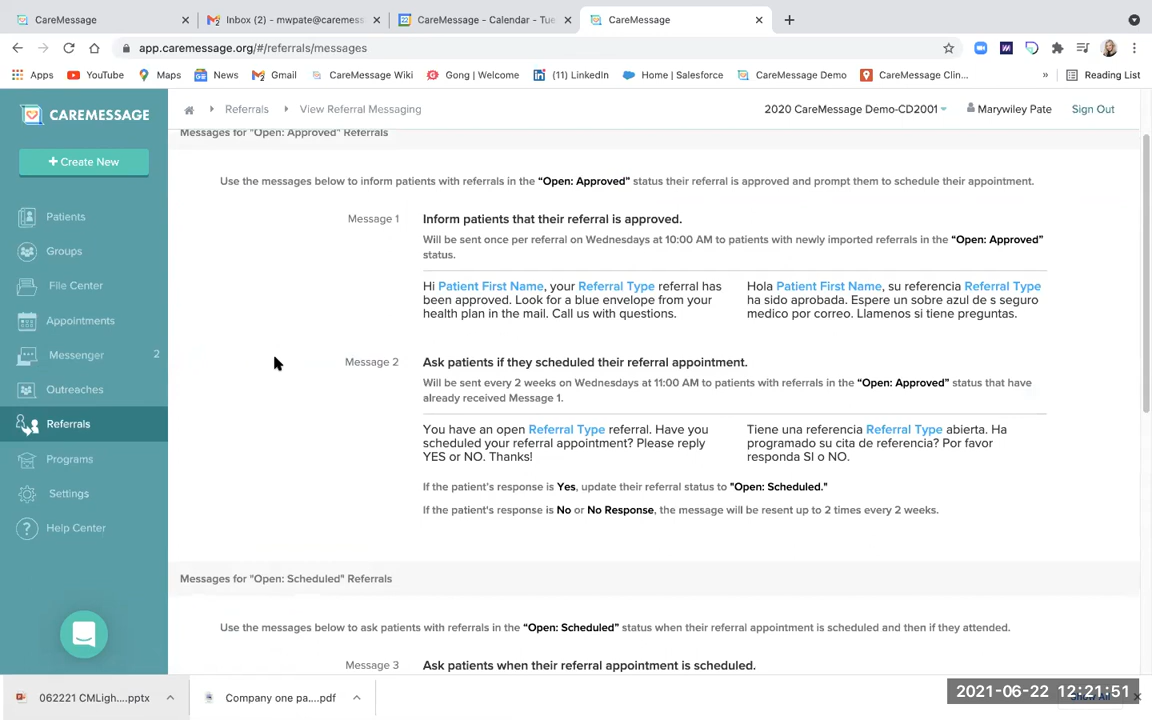 CareMessage
Inbox (2) - mwpate@caremess
CareMessage - Calendar - Tue
CareMessage
app.caremessage.org/#/referrals/messages
Apps
YouTube
Maps
News
Gmail
CareMessage Wiki
Gong | Welcome
(11) LinkedIn
Home | Salesforce
CareMessage Demo
CareMessage Clin...
»
Reading List
CAREMESSAGE
Referrals
View Referral Messaging
2020 CareMessage Demo-CD2001
Marywiley Pate
Sign Out
+ Create New
Patients
Groups
File Center
Appointments
Messenger
2
Outreaches
Referrals
Programs
Settings
Help Center
Messages for "Open: Approved" Referrals
Use the messages below to inform patients with referrals in the “Open: Approved” status their referral is approved and prompt them to schedule their appointment.
Message 1
Inform patients that their referral is approved.
Will be sent once per referral on Wednesdays at 10:00 AM to patients with newly imported referrals in the “Open: Approved”
status.
Hi Patient First Name, your Referral Type referral has
been approved. Look for a blue envelope from your
health plan in the mail. Call us with questions.
Hola Patient First Name, su referencia Referral Type
ha sido aprobada. Espere un sobre azul de s seguro
medico por correo. Llamenos si tiene preguntas.
Message 2
Ask patients if they scheduled their referral appointment.
Will be sent every 2 weeks on Wednesdays at 11:00 AM to patients with referrals in the “Open: Approved” status that have
already received Message 1.
You have an open Referral Type referral. Have you
scheduled your referral appointment? Please reply
YES or NO. Thanks!
Tiene una referencia Referral Type abierta. Ha
programado su cita de referencia? Por favor
responda SI o NO.
If the patient's response is Yes, update their referral status to "Open: Scheduled."
If the patient's response is No or No Response, the message will be resent up to 2 times every 2 weeks.
Messages for "Open: Scheduled" Referrals
Use the messages below to ask patients with referrals in the “Open: Scheduled” status when their referral appointment is scheduled and then if they attended.
Message 3
Ask patients when their referral appointment is scheduled.
062221 CMLigh....pptx
Company one pa....pdf
2021-06-22 12:21:51